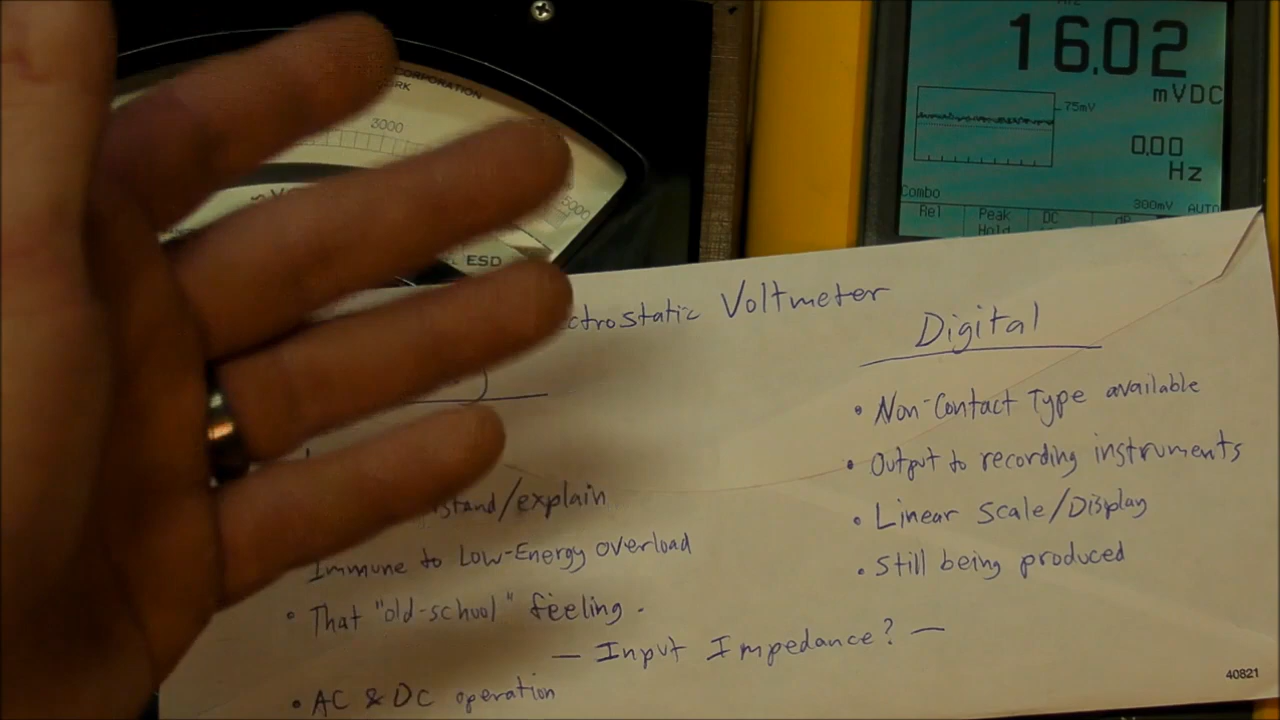 CORPORATION
3000
5000
ESD
16.02
mVDC
75mV
0.00
Hz
Combo
300mV AUTO
Rel Peak Hold DC
Voltmeter
Digital
• Non-Contact Type available
• Output to recording instruments
• Linear Scale/Display
• Still being produced
/explain
Immune to Low-Energy overload
• That "old-school" feeling.
— Input Impedance? —
• AC & DC operation
40821